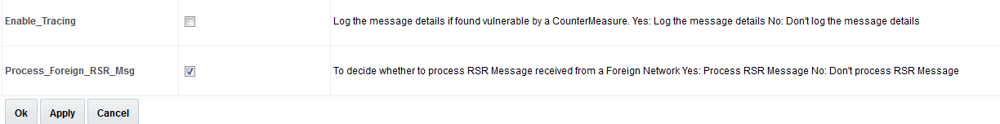 Enable_Tracing Log the message details if found vulnerable by a CounterMeasure. Yes: Log the message details No: Don't log the message details
Process_Foreign_RSR_Msg To decide whether to process RSR Message received from a Foreign Network Yes: Process RSR Message No: Don't process RSR Message
Ok Apply Cancel